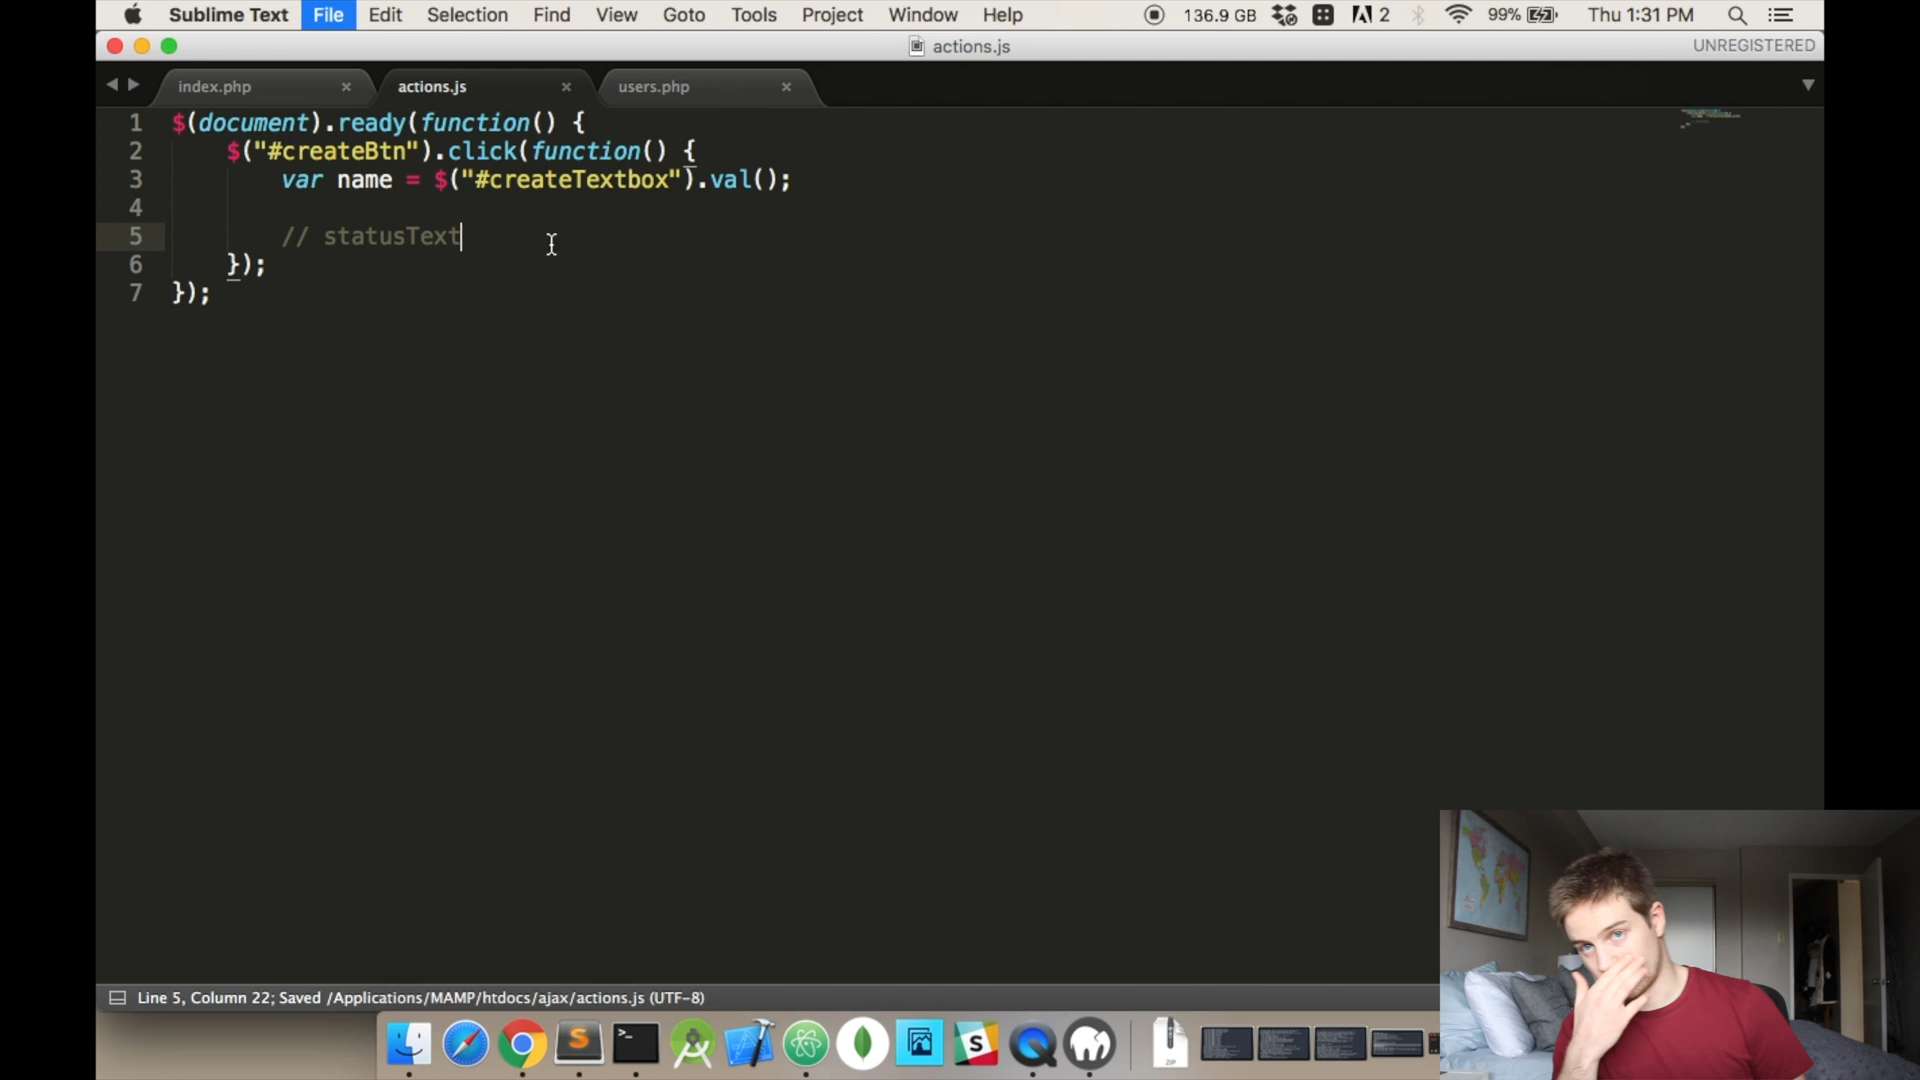 Sublime Text File Edit Selection Find View Goto Tools Project Window Help 136.9 GB 2 99% Thu 1:31 PM
actions.js UNREGISTERED
index.php × actions.js × users.php ×
1 $(document).ready(function() {
2 $("#createBtn").click(function() {
3 var name = $("#createTextbox").val();
4
5 // statusText
6 });
7 });
Line 5, Column 22; Saved /Applications/MAMP/htdocs/ajax/actions.js (UTF-8)
S >_ S ZIP